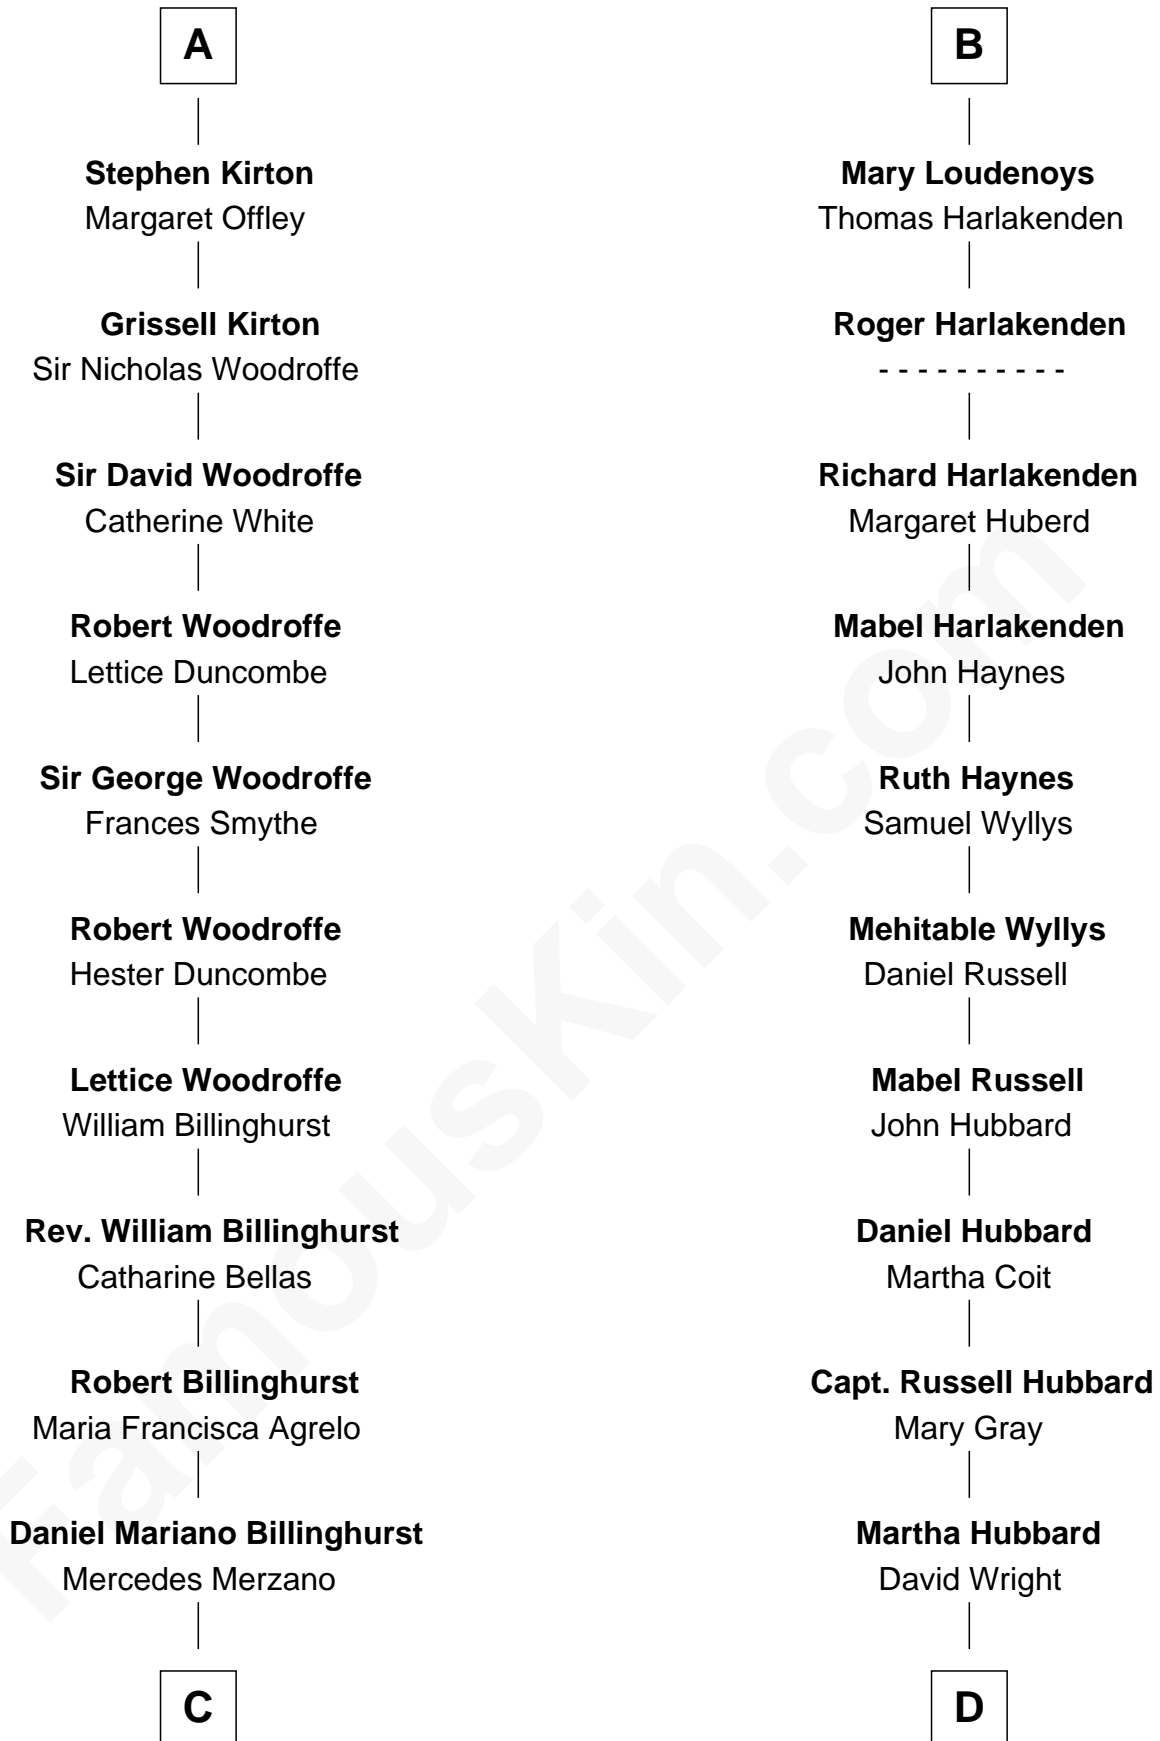 A
Stephen Kirton
Margaret Offley
Grissell Kirton
Sir Nicholas Woodroffe
Sir David Woodroffe
Catherine White
Robert Woodroffe
Lettice Duncombe
Sir George Woodroffe
Frances Smythe
Robert Woodroffe
Hester Duncombe
Lettice Woodroffe
William Billinghurst
Rev. William Billinghurst
Catharine Bellas
Robert Billinghurst
Maria Francisca Agrelo
Daniel Mariano Billinghurst
Mercedes Merzano
C
B
Mary Loudenoys
Thomas Harlakenden
Roger Harlakenden
- - - - - - - - - -
Richard Harlakenden
Margaret Huberd
Mabel Harlakenden
John Haynes
Ruth Haynes
Samuel Wyllys
Mehitable Wyllys
Daniel Russell
Mabel Russell
John Hubbard
Daniel Hubbard
Martha Coit
Capt. Russell Hubbard
Mary Gray
Martha Hubbard
David Wright
D
FamousKin.com